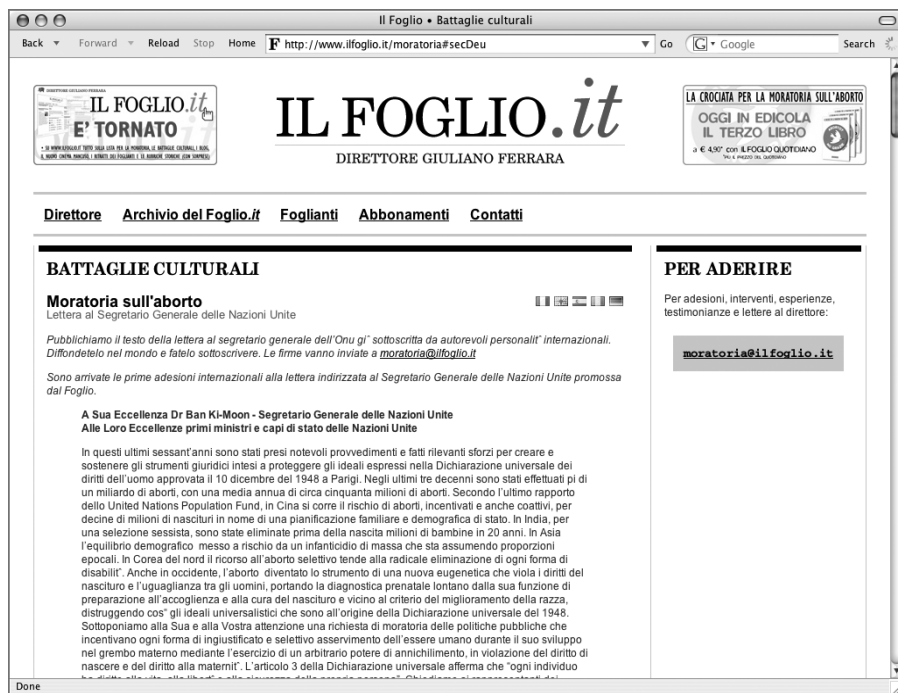 Il Foglio • Battaglie culturali
Back Forward Reload Stop Home F http://www.ilfoglio.it/moratoria#secDeu Go G Google Search
DIRETTORE GIULIANO FERRARA
IL FOGLIO.it
E' TORNATO
IL FOGLIO.it
DIRETTORE GIULIANO FERRARA
LA CROCIATA PER LA MORATORIA SULL'ABORTO
OGGI IN EDICOLA
IL TERZO LIBRO
a € 4,90* con IL FOGLIO QUOTIDIANO
*PIÙ IL PREZZO DEL QUOTIDIANO
Direttore Archivio del Foglio.it Foglianti Abbonamenti Contatti
BATTAGLIE CULTURALI
Moratoria sull'aborto
Lettera al Segretario Generale delle Nazioni Unite
Pubblichiamo il testo della lettera al segretario generale dell'Onu gi˝ sottoscritta da autorevoli personalit˝ internazionali.
Diffondetelo nel mondo e fatelo sottoscrivere. Le firme vanno inviate a moratoria@ilfoglio.it
Sono arrivate le prime adesioni internazionali alla lettera indirizzata al Segretario Generale delle Nazioni Unite promossa
dal Foglio.
A Sua Eccellenza Dr Ban Ki-Moon - Segretario Generale delle Nazioni Unite
Alle Loro Eccellenze primi ministri e capi di stato delle Nazioni Unite
In questi ultimi sessant'anni sono stati presi notevoli provvedimenti e fatti rilevanti sforzi per creare e
sostenere gli strumenti giuridici intesi a proteggere gli ideali espressi nella Dichiarazione universale dei
diritti dell'uomo approvata il 10 dicembre del 1948 a Parigi. Negli ultimi tre decenni sono stati effettuati pi di
un miliardo di aborti, con una media annua di circa cinquanta milioni di aborti. Secondo l'ultimo rapporto
dello United Nations Population Fund, in Cina si corre il rischio di aborti, incentivati e anche coattivi, per
decine di milioni di nascituri in nome di una pianificazione familiare e demografica di stato. In India, per
una selezione sessista, sono state eliminate prima della nascita milioni di bambine in 20 anni. In Asia
l'equilibrio demografico messo a rischio da un infanticidio di massa che sta assumendo proporzioni
epocali. In Corea del nord il ricorso all'aborto selettivo tende alla radicale eliminazione di ogni forma di
disabilit˝. Anche in occidente, l'aborto diventato lo strumento di una nuova eugenetica che viola i diritti del
nascituro e l'uguaglianza tra gli uomini, portando la diagnostica prenatale lontano dalla sua funzione di
preparazione all'accoglienza e alla cura del nascituro e vicino al criterio del miglioramento della razza,
distruggendo cos˝ gli ideali universalistici che sono all'origine della Dichiarazione universale del 1948.
Sottoponiamo alla Sua e alla Vostra attenzione una richiesta di moratoria delle politiche pubbliche che
incentivano ogni forma di ingiustificato e selettivo asservimento dell'essere umano durante il suo sviluppo
nel grembo materno mediante l'esercizio di un arbitrario potere di annichilimento, in violazione del diritto di
nascere e del diritto alla maternit˝. L'articolo 3 della Dichiarazione universale afferma che "ogni individuo
PER ADERIRE
Per adesioni, interventi, esperienze,
testimonianze e lettere al direttore:
moratoria@ilfoglio.it
Done